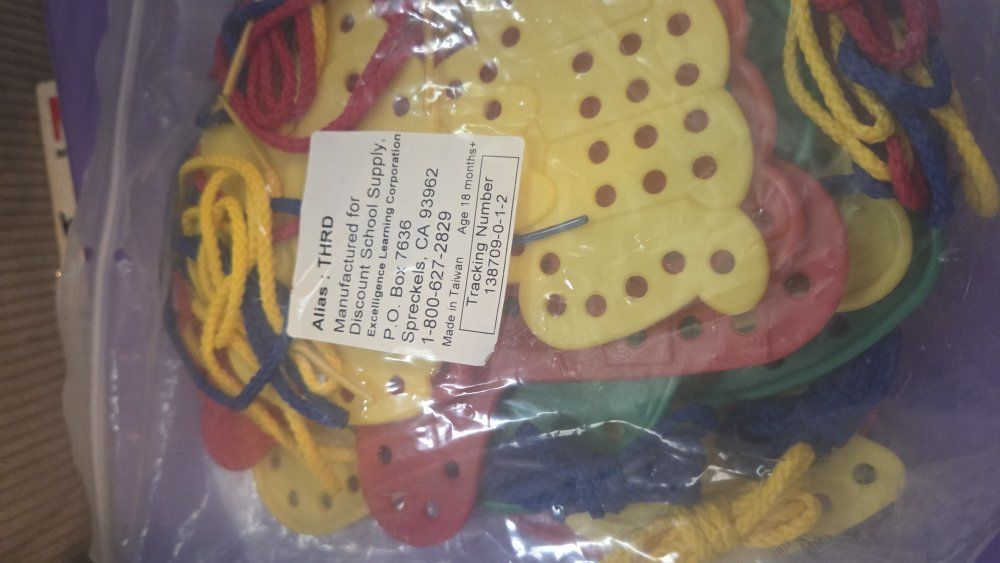 Alias : THRD
Manufactured for
Discount School Supply,
Excelligence Learning Corporation
P.O. Box 7636
Spreckels, CA 93962
1-800-627-2829
Made in Taiwan Age 18 months+
Tracking Number
138709-0-1-2